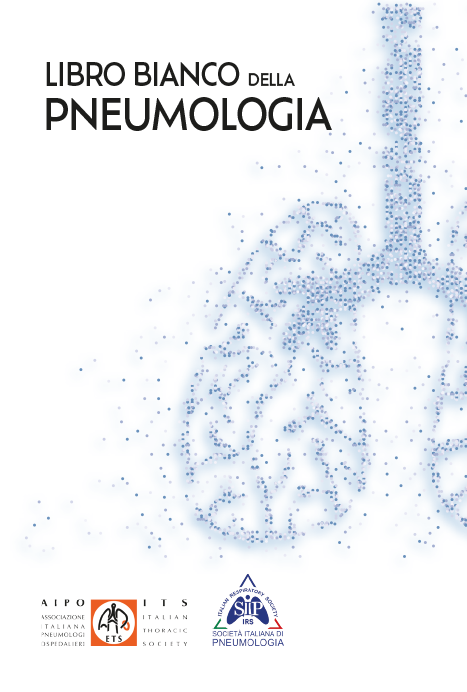 LIBRO BIANCO DELLA
PNEUMOLOGIA
AIPO
ASSOCIAZIONE
ITALIANA
PNEUMOLOGI
OSPEDALIERI
ETS
ITS
ITALIAN
THORACIC
SOCIETY
ITALIAN RESPIRATORY SOCIETY
SIP
IRS
SOCIETÀ ITALIANA DI
PNEUMOLOGIA